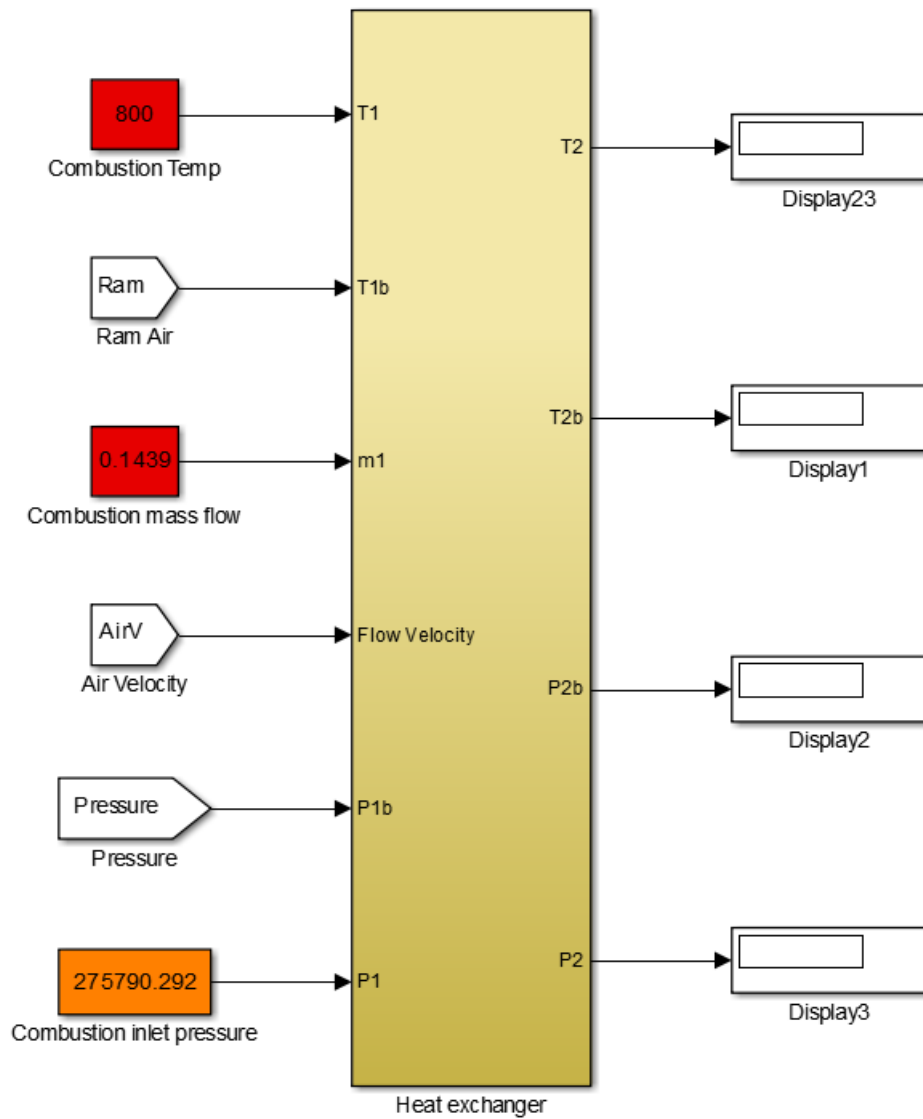 800
Combustion Temp
T1
T2
Display23
Ram
Ram Air
T1b
T2b
Display1
0.1439
Combustion mass flow
m1
AirV
Air Velocity
Flow Velocity
P2b
Display2
Pressure
Pressure
P1b
275790.292
Combustion inlet pressure
P1
P2
Display3
Heat exchanger